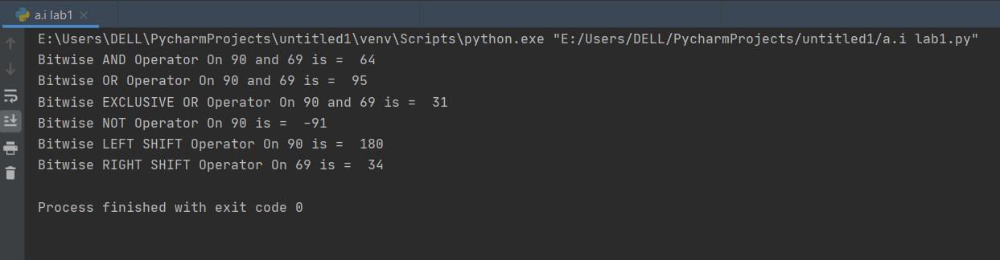 a.i lab1
E:\Users\DELL\PycharmProjects\untitled1\venv\Scripts\python.exe "E:/Users/DELL/PycharmProjects/untitled1/a.i lab1.py"
Bitwise AND Operator On 90 and 69 is =  64
Bitwise OR Operator On 90 and 69 is =  95
Bitwise EXCLUSIVE OR Operator On 90 and 69 is =  31
Bitwise NOT Operator On 90 is =  -91
Bitwise LEFT SHIFT Operator On 90 is =  180
Bitwise RIGHT SHIFT Operator On 69 is =  34
Process finished with exit code 0